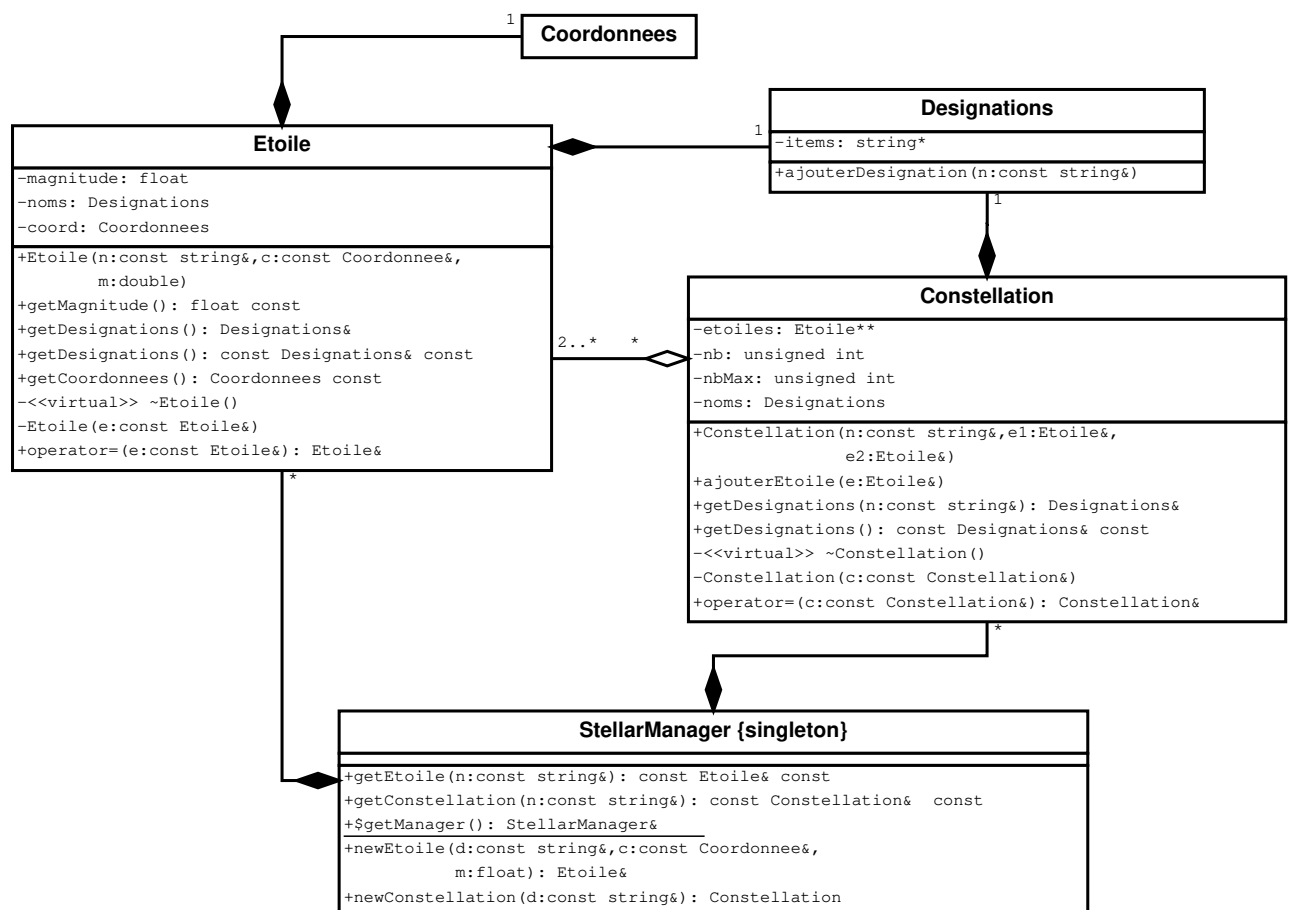 1
Coordonnees
Designations
-items: string*
+ajouterDesignation(n:const string&)
1
1
Etoile
-magnitude: float
-noms: Designations
-coord: Coordonnees
+Etoile(n:const string&,c:const Coordonnee&,
m:double)
+getMagnitude(): float const
+getDesignations(): Designations&
+getDesignations(): const Designations& const
+getCoordonnees(): Coordonnees const
-<<virtual>> ~Etoile()
-Etoile(e:const Etoile&)
+operator=(e:const Etoile&): Etoile&
*
2..* *
Constellation
-etoiles: Etoile**
-nb: unsigned int
-nbMax: unsigned int
-noms: Designations
+Constellation(n:const string&,e1:Etoile&,
e2:Etoile&)
+ajouterEtoile(e:Etoile&)
+getDesignations(n:const string&): Designations&
+getDesignations(): const Designations& const
-<<virtual>> ~Constellation()
-Constellation(c:const Constellation&)
+operator=(c:const Constellation&): Constellation&
*
StellarManager {singleton}
+getEtoile(n:const string&): const Etoile& const
+getConstellation(n:const string&): const Constellation& const
+$getManager(): StellarManager&
+newEtoile(d:const string&,c:const Coordonnee&,
m:float): Etoile&
+newConstellation(d:const string&): Constellation